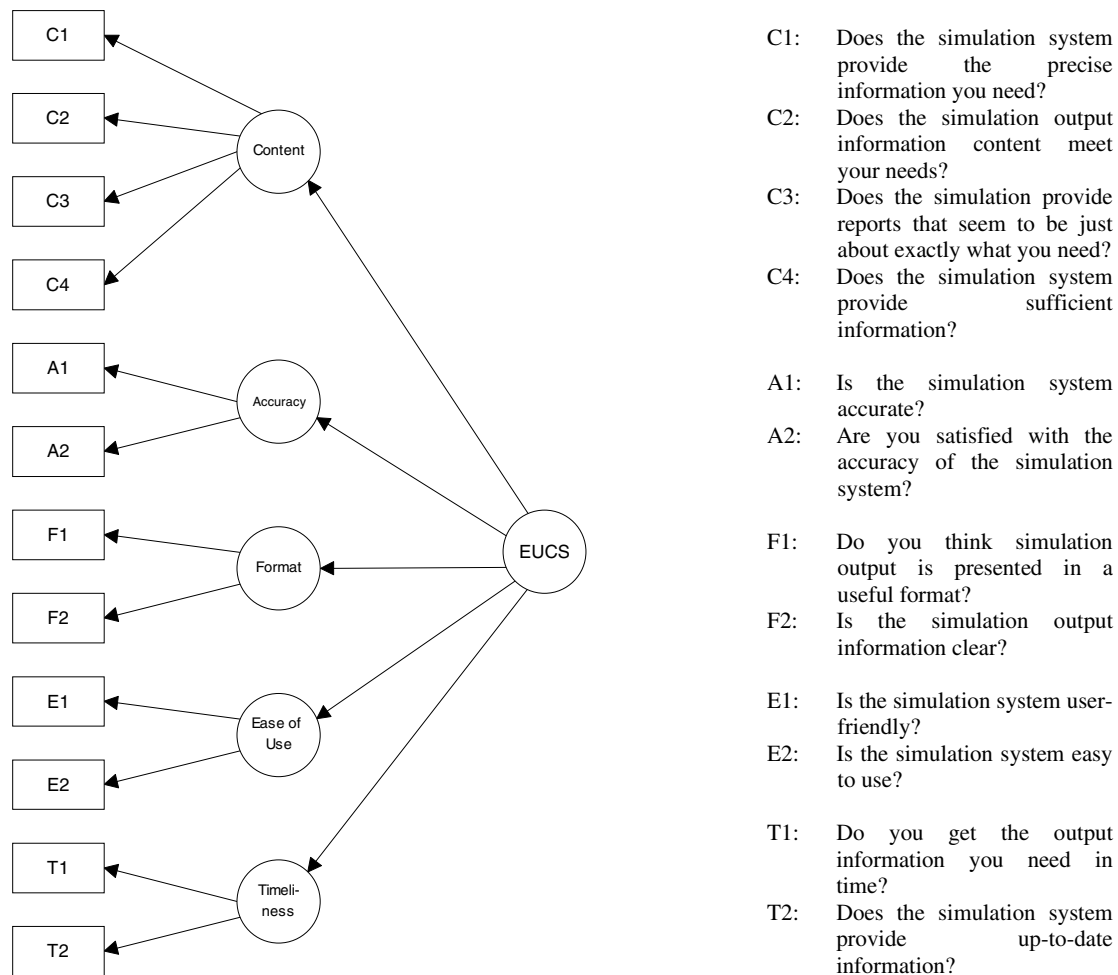 C1
C2
C3
C4
A1
A2
F1
F2
E1
E2
T1
T2
Content
Accuracy
Format
Ease of
Use
Timeli-
ness
EUCS
C1: Does the simulation system
provide the precise
information you need?
C2: Does the simulation output
information content meet
your needs?
C3: Does the simulation provide
reports that seem to be just
about exactly what you need?
C4: Does the simulation system
provide sufficient
information?
A1: Is the simulation system
accurate?
A2: Are you satisfied with the
accuracy of the simulation
system?
F1: Do you think simulation
output is presented in a
useful format?
F2: Is the simulation output
information clear?
E1: Is the simulation system user-
friendly?
E2: Is the simulation system easy
to use?
T1: Do you get the output
information you need in
time?
T2: Does the simulation system
provide up-to-date
information?